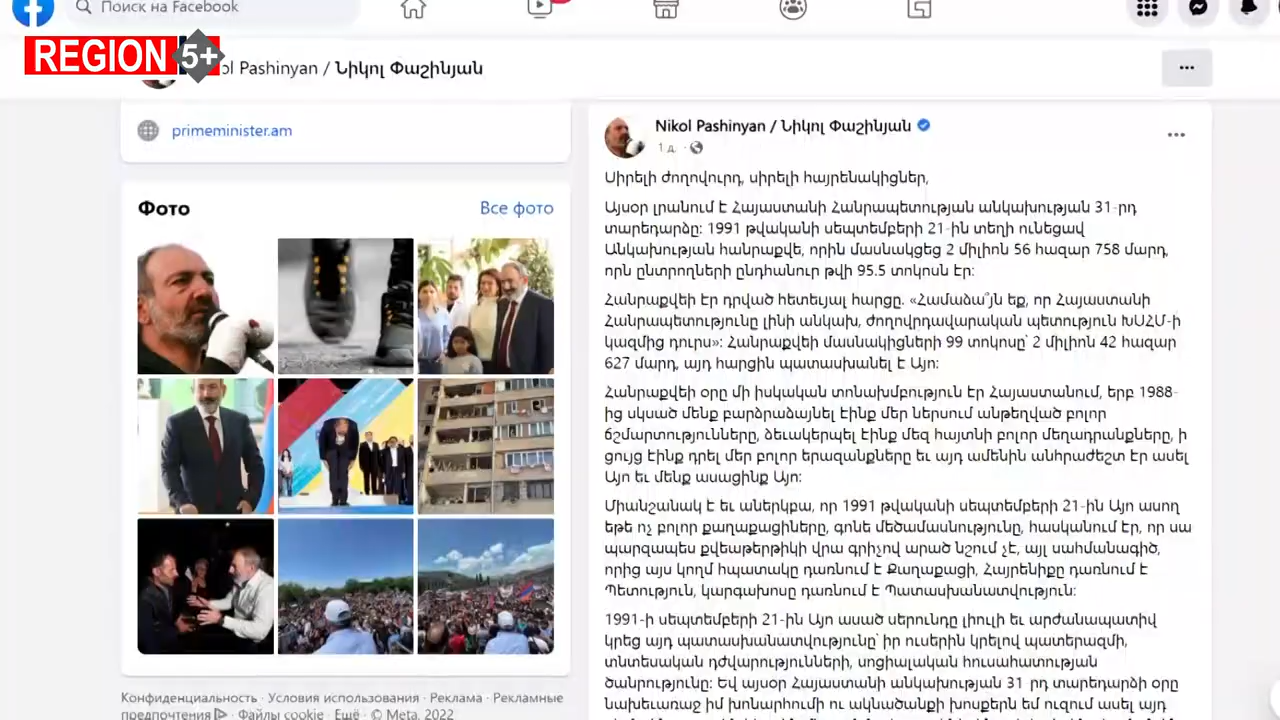 Поиск на Facebook
REGION 5+
ol Pashinyan / Նիկոլ Փաշինյան
primeminister.am
Фото
Все фото
Конфиденциальность · Условия использования · Реклама · Рекламные
предпочтения · Файлы cookie · Ещё · © Meta, 2022
Nikol Pashinyan / Նիկոլ Փաշինյան
1 д. ·
Սիրելի ժողովուրդ, սիրելի հայրենակիցներ,
Այսօր լրանում է Հայաստանի Հանրապետության անկախության 31-րդ
տարեդարձը: 1991 թվականի սեպտեմբերի 21-ին տեղի ունեցավ
Անկախության հանրաքվե, որին մասնակցեց 2 միլիոն 56 հազար 758 մարդ,
որն ընտրողների ընդհանուր թվի 95.5 տոկոսն էր:
Հանրաքվեի էր դրված հետեւյալ հարցը. «Համաձա՞յն եք, որ Հայաստանի
Հանրապետությունը լինի անկախ, ժողովրդավարական պետություն ԽՍՀՄ-ի
կազմից դուրս»: Հանրաքվեի մասնակիցների 99 տոկոսը՝ 2 միլիոն 42 հազար
627 մարդ, այդ հարցին պատասխանել է Այո:
Հանրաքվեի օրը մի իսկական տոնախմբություն էր Հայաստանում, երբ 1988-
ից սկսած մենք բարձրաձայնել էինք մեր ներսում անթեղված բոլոր
ճշմարտությունները, ձեւակերպել էինք մեզ հայտնի բոլոր մեղադրանքները, ի
ցույց էինք դրել մեր բոլոր երազանքները եւ այդ ամենին անհրաժեշտ էր ասել
Այո եւ մենք ասացինք Այո:
Միանշանակ է եւ աներկբա, որ 1991 թվականի սեպտեմբերի 21-ին Այո ասող
եթե ոչ բոլոր քաղաքացիները, գոնե մեծամասնությունը, հասկանում էր, որ սա
պարզապես քվեաթերթիկի վրա գրիչով արած նշում չէ, այլ սահմանագիծ,
որից այս կողմ հպատակը դառնում է Քաղաքացի, Հայրենիքը դառնում է
Պետություն, կարգախոսը դառնում է Պատասխանատվություն:
1991-ի սեպտեմբերի 21-ին Այո ասած սերունդը լիուլի եւ արժանապատիվ
կրեց այդ պատասխանատվությունը՝ իր ուսերին կրելով պատերազմի,
տնտեսական դժվարությունների, սոցիալական հուսահատության
ծանրությունը: Եվ այսօր Հայաստանի անկախության 31 րդ տարեդարձի օրը
նախեւառաջ իմ խոնարհումի ու ակնածանքի խոսքերն եմ ուզում ասել այդ